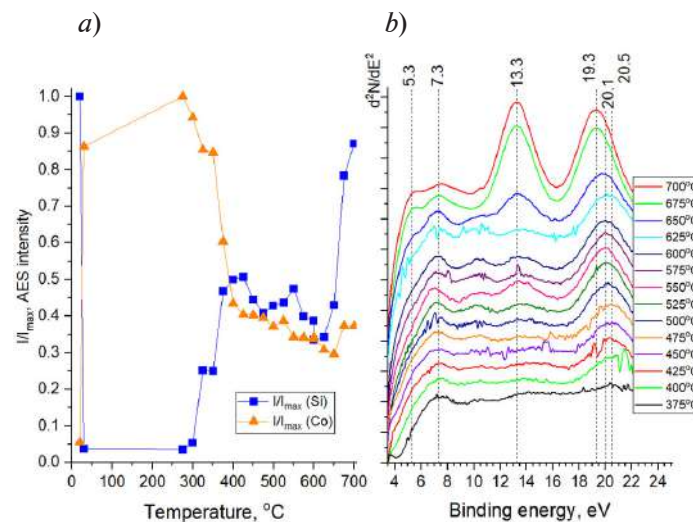 a)
b)
I/Imax, AES intensity
1.0
0.9
0.8
0.7
0.6
0.5
0.4
0.3
0.2
0.1
0.0
I/Imax (Si)
I/Imax (Co)
0 100 200 300 400 500 600 700
Temperature, °C
d²N/dE²
5.3
7.3
13.3
19.3
20.1
20.5
700°C
675°C
650°C
625°C
600°C
575°C
550°C
525°C
500°C
475°C
450°C
425°C
400°C
375°C
4 6 8 10 12 14 16 18 20 22 24
Binding energy, eV